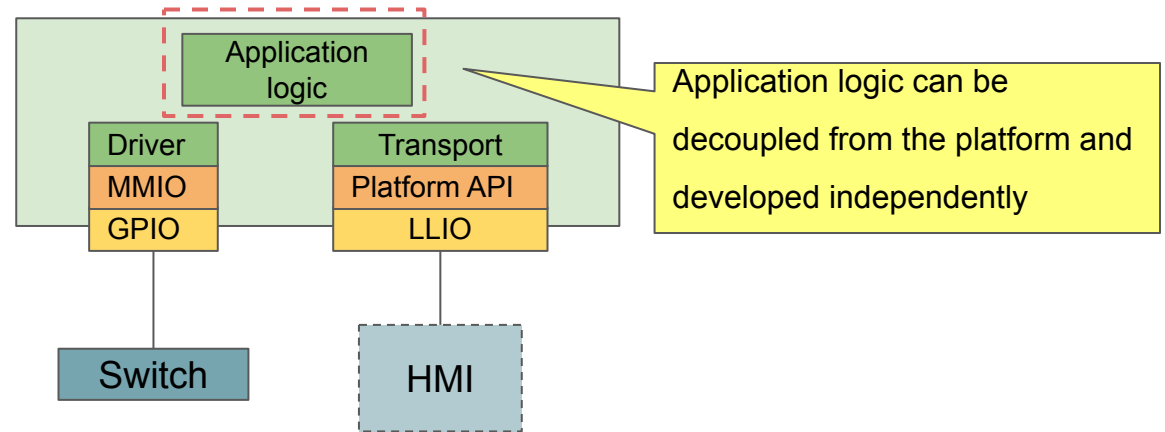 Application
logic
Application logic can be
decoupled from the platform and
developed independently
Driver
MMIO
GPIO
Transport
Platform API
LLIO
Switch
HMI